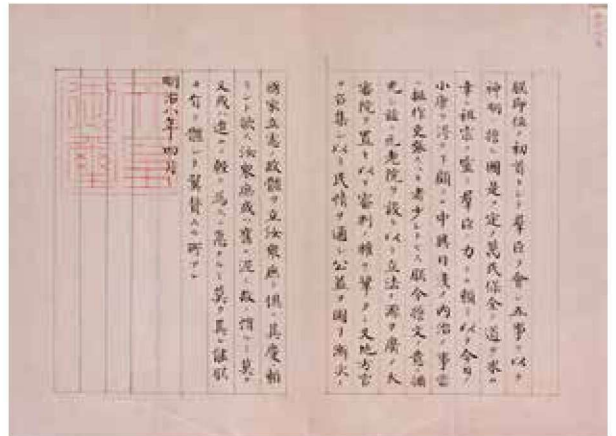 朕即位ノ初首トシテ群臣ヲ會シ五事ヲ以テ
神明ニ誓ヒ國是ヲ定メ萬民保全ノ道ヲ求ム
幸ニ祖宗ノ靈ト群臣ノ力トニ頼リ以テ今日ノ
小康ヲ得タリ顧ニ中興日浅ク内治ノ事當
ニ振作更張スヘキ者少シトセス朕今誓文ノ意ヲ擴
充シ茲ニ元老院ヲ設ケ以テ立法ノ源ヲ廣メ大
審院ヲ置キ以テ審判ノ權ヲ鞏クシ又地方官
ヲ召集シ以テ民情ヲ通シ公益ヲ圖リ漸次ニ
國家立憲ノ政體ヲ立テ汝衆庶ト倶ニ其慶ニ頼
ント欲ス汝衆庶或ハ舊ニ泥ミ故ニ慣ルヽコト莫ク
又或ハ進ムニ軽ク為スニ急ナルコト莫ク其レ能朕
カ旨ヲ體シテ翼賛スル所アレ
明治八年四月
天皇御璽